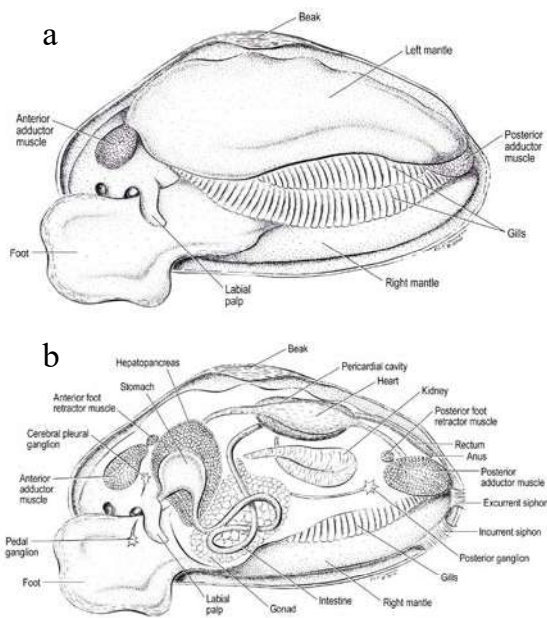 a
Beak
Left mantle
Anterior
adductor
muscle
Posterior
adductor
muscle
Gills
Foot
Labial
palp
Right mantle
b
Beak
Hepatopancreas
Pericardial cavity
Stomach
Heart
Anterior foot
retractor muscle
Kidney
Posterior foot
retractor muscle
Cerebral pleural
ganglion
Rectum
Anus
Anterior
adductor muscle
Posterior
adductor muscle
Excurrent siphon
Incurrent siphon
Pedal
ganglion
Posterior ganglion
Foot
Gills
Labial
palp
Gonad
Intestine
Right mantle